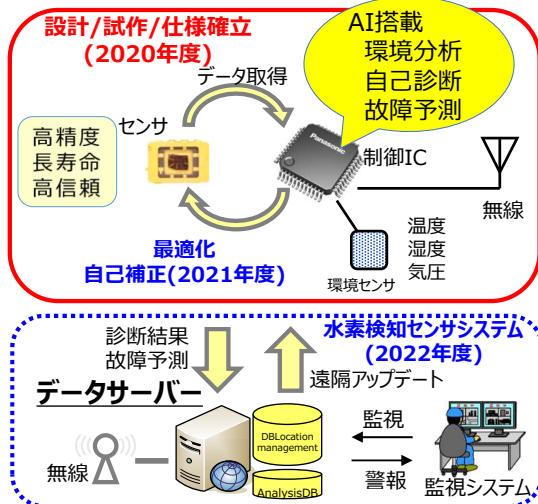 設計/試作/仕様確立
(2020年度)
AI搭載
環境分析
自己診断
故障予測
データ取得
センサ
高精度
長寿命
高信頼
Panasonic
制御IC
無線
最適化
自己補正(2021年度)
環境センサ
温度
湿度
気圧
診断結果
故障予測
水素検知センサシステム
(2022年度)
遠隔アップデート
データサーバー
無線
DBLocation
management
AnalysisDB
監視
警報
監視システム